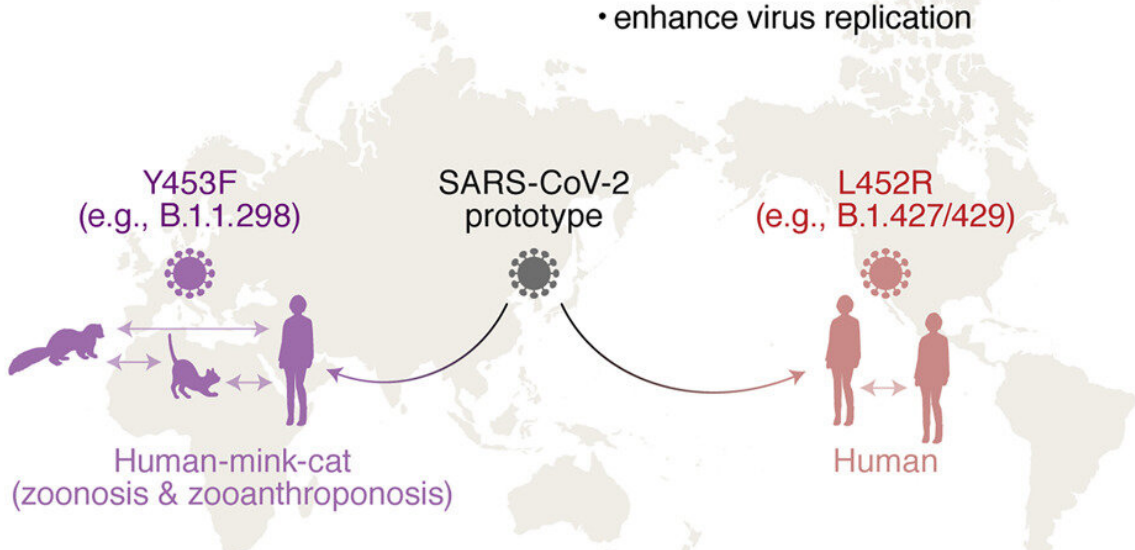 • enhance virus replication
Y453F
(e.g., B.1.1.298)
SARS-CoV-2
prototype
L452R
(e.g., B.1.427/429)
Human-mink-cat
(zoonosis & zooanthroponosis)
Human